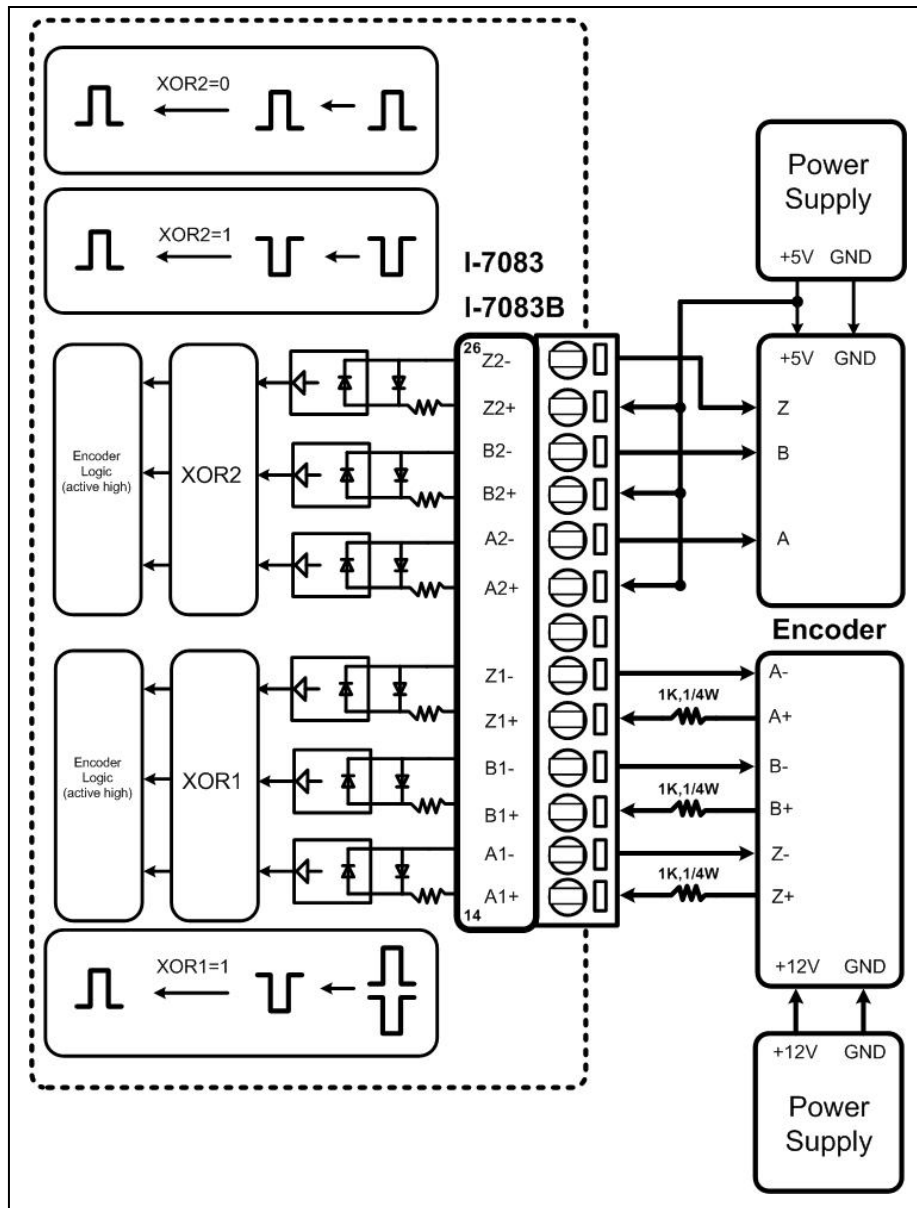 XOR2=0
XOR2=1
I-7083
I-7083B
Power
Supply
+5V GND
+5V GND
Z
B
A
26
Z2-
Z2+
B2-
B2+
A2-
A2+
Z1-
Z1+
B1-
B1+
A1-
A1+
14
Encoder
Logic
(active high)
XOR2
Encoder
Logic
(active high)
XOR1
Encoder
A-
1K,1/4W
A+
B-
1K,1/4W
B+
Z-
1K,1/4W
Z+
+12V GND
XOR1=1
+12V GND
Power
Supply